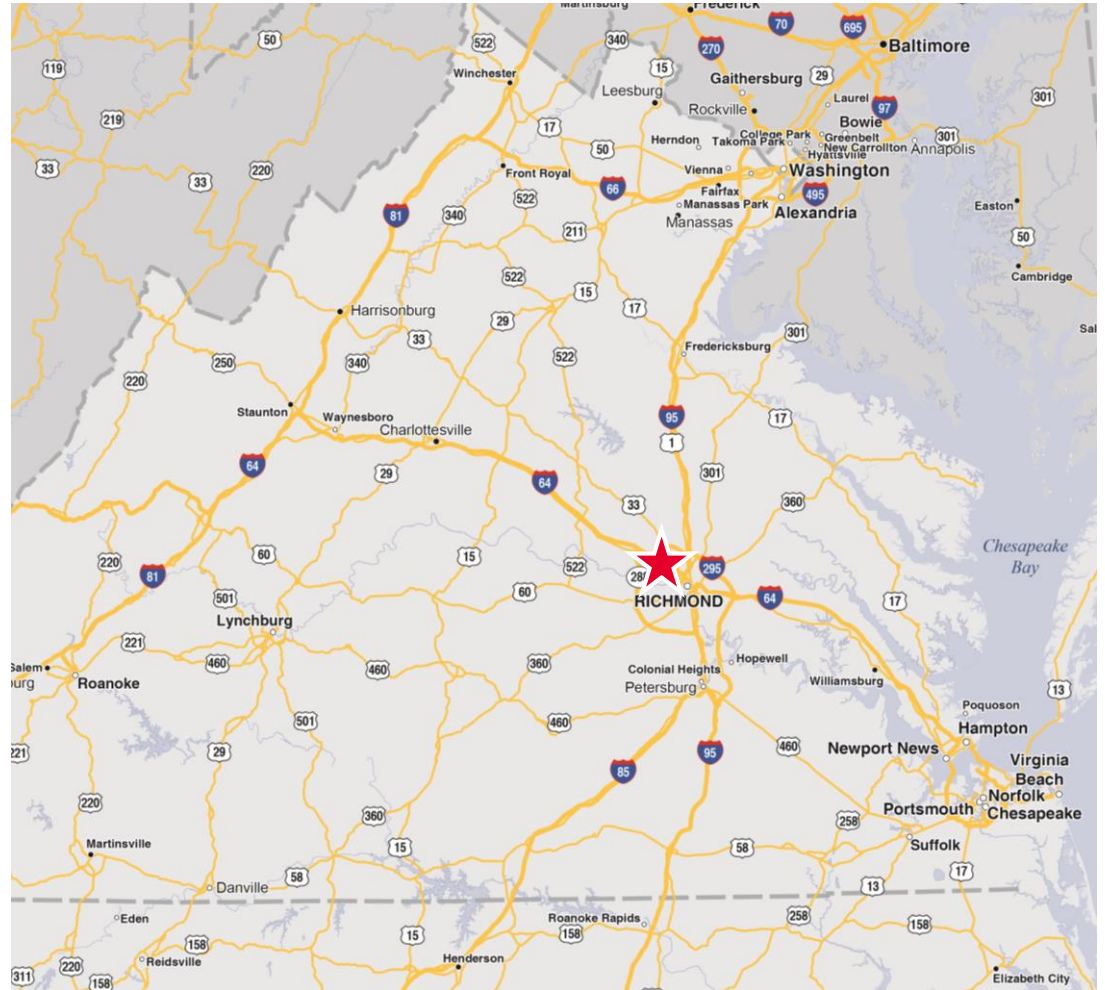 Martinsburg
Frederick
70
695
50
522
340
Baltimore
270
119
15
29
Winchester
Gaithersburg
301
Leesburg
Laurel
97
219
17
Rockville
Bowie
College Park
Greenbelt
301
50
Herndon
Takoma Park
New Carrollton
Annapolis
33
220
Hyattsville
33
Front Royal
Vienna
Washington
66
Fairfax
495
522
Manassas Park
Easton
81
340
Alexandria
Manassas
211
50
522
Cambridge
15
17
Harrisonburg
29
301
33
Fredericksburg
522
250
340
220
Staunton
Waynesboro
95
17
Charlottesville
1
64
29
301
64
360
33
Chesapeake
Bay
60
15
220
522
295
81
60
64
501
RICHMOND
17
Lynchburg
221
460
360
Hopewell
Salem
460
Colonial Heights
Williamsburg
burg
Roanoke
Petersburg
13
Poquoson
501
460
Hampton
221
29
95
460
Newport News
85
Virginia
Beach
220
Norfolk
Portsmouth
Chesapeake
360
258
Martinsville
15
58
Suffolk
17
58
13
Danville
Eden
Roanoke Rapids
258
158
158
15
158
Reidsville
Henderson
311
220
158
Elizabeth City